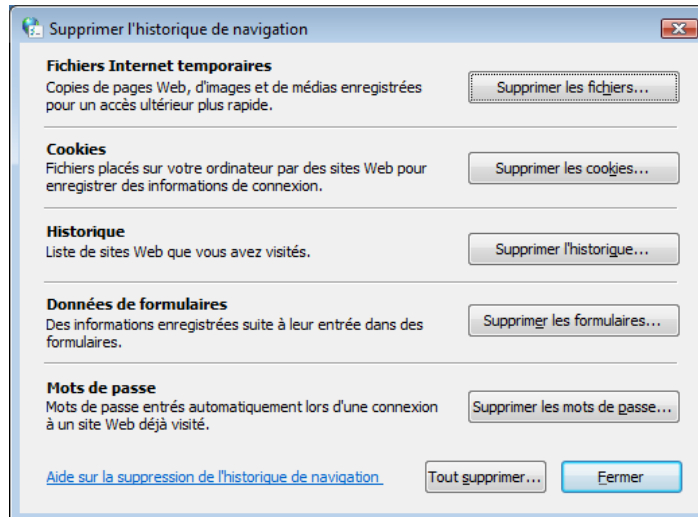 Supprimer l'historique de navigation
Fichiers Internet temporaires
Copies de pages Web, d'images et de médias enregistrées
pour un accès ultérieur plus rapide.
Supprimer les fichiers...
Cookies
Fichiers placés sur votre ordinateur par des sites Web pour
enregistrer des informations de connexion.
Supprimer les cookies...
Historique
Liste de sites Web que vous avez visités.
Supprimer l'historique...
Données de formulaires
Des informations enregistrées suite à leur entrée dans des
formulaires.
Supprimer les formulaires...
Mots de passe
Mots de passe entrés automatiquement lors d'une connexion
à un site Web déjà visité.
Supprimer les mots de passe...
Aide sur la suppression de l'historique de navigation
Tout supprimer...
Fermer